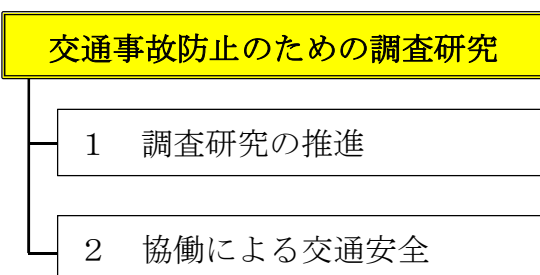 交通事故防止のための調査研究
１　調査研究の推進
２　協働による交通安全